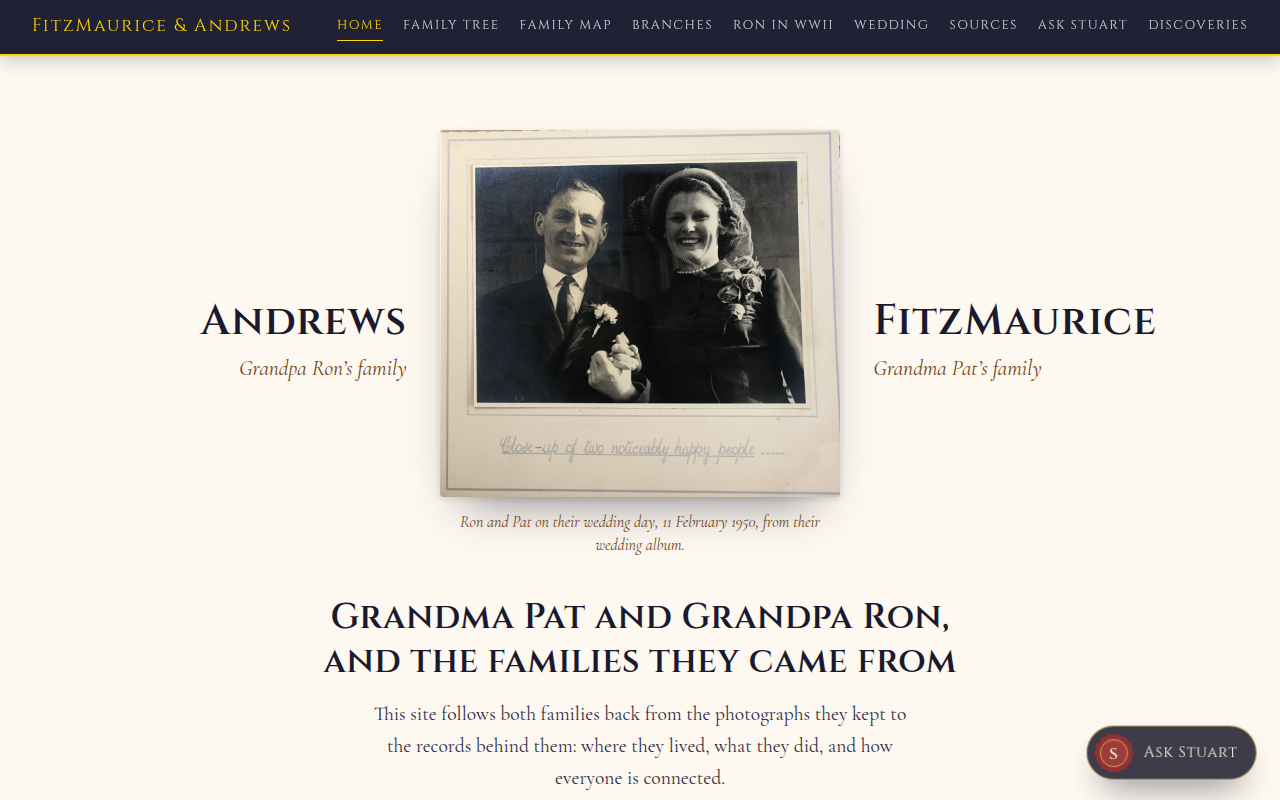 FitzMaurice & Andrews
HOME FAMILY TREE FAMILY MAP BRANCHES RON IN WWII WEDDING SOURCES ASK STUART DISCOVERIES
Andrews
Grandpa Ron’s family
FitzMaurice
Grandma Pat’s family
Close-up of two noticeably happy people -----
Ron and Pat on their wedding day, 11 February 1950, from their
wedding album.
Grandma Pat and Grandpa Ron,
and the families they came from
This site follows both families back from the photographs they kept to
the records behind them: where they lived, what they did, and how
everyone is connected.
S Ask Stuart